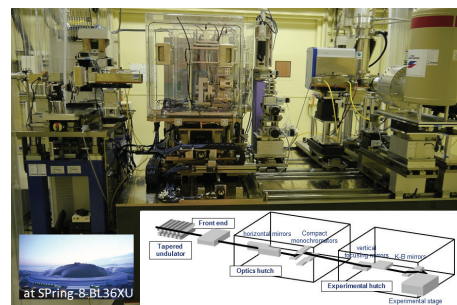 Front end
horizontal mirrors
Compact
monochromators
vertical
focusing mirrors
K-B mirrors
Tapered
undulator
Optics hutch
Experimental hutch
Experimental stage
at SPring-8-BL36XU